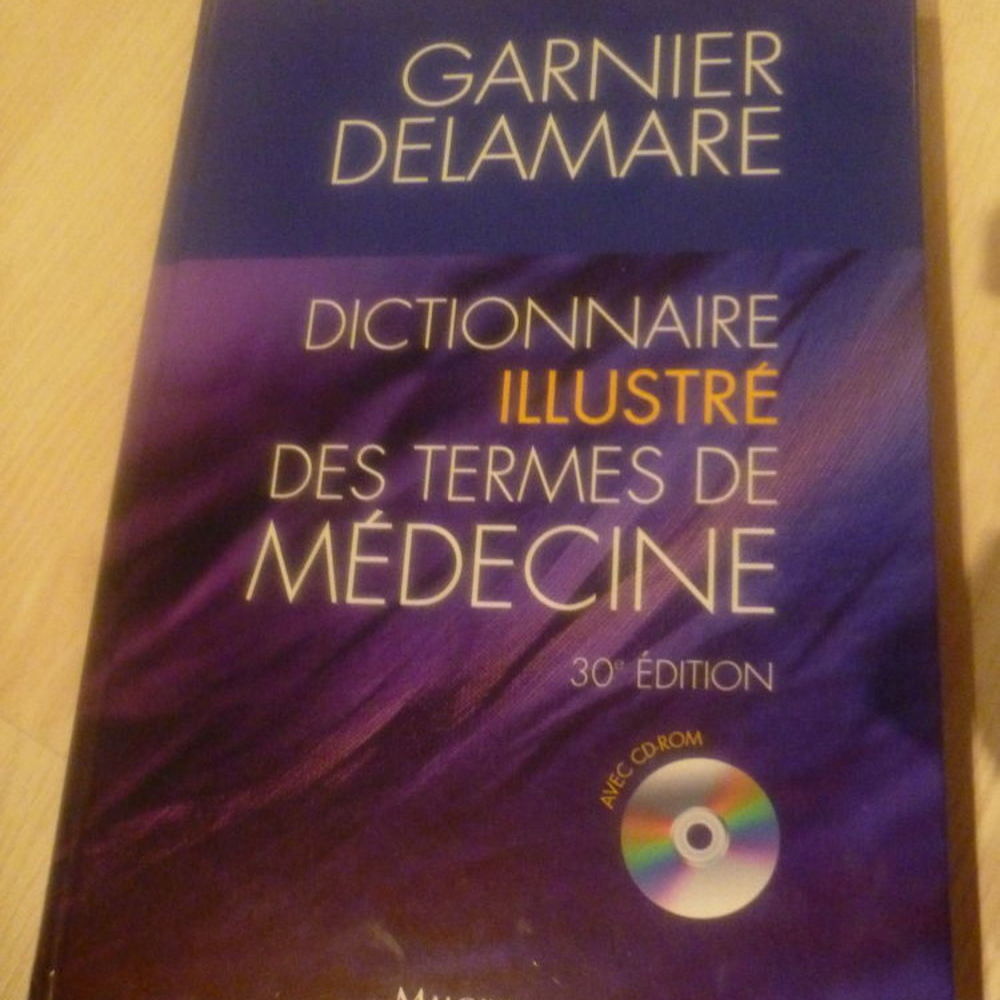 GARNIER
DELAMARE
DICTIONNAIRE
ILLUSTRÉ
DES TERMES DE
MÉDECINE
30e ÉDITION
AVEC CD-ROM